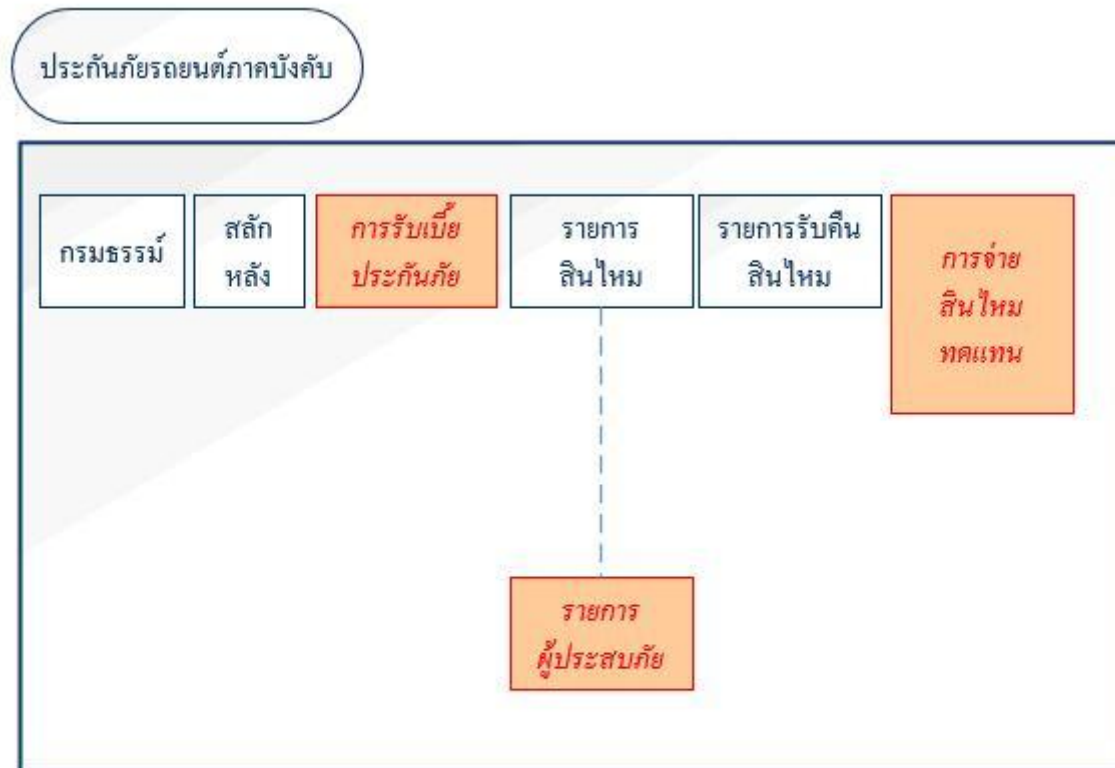 ประกันภัยรถยนต์ภาคบังคับ
กรมธรรม์
สลัก
หลัง
การรับเบี้ย
ประกันภัย
รายการ
สินไหม
รายการรับคืน
สินไหม
การจ่าย
สินไหม
ทดแทน
รายการ
ผู้ประสบภัย